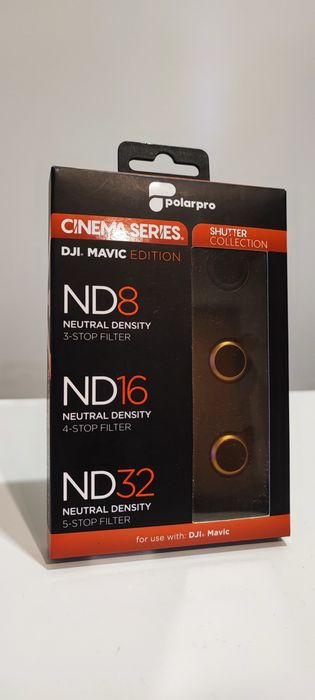 polarpro
CINEMA SERIES
SHUTTER
COLLECTION
DJI. MAVIC EDITION
ND8
NEUTRAL DENSITY
3-STOP FILTER
ND16
NEUTRAL DENSITY
4-STOP FILTER
ND32
NEUTRAL DENSITY
5-STOP FILTER
for use with: DJI. Mavic